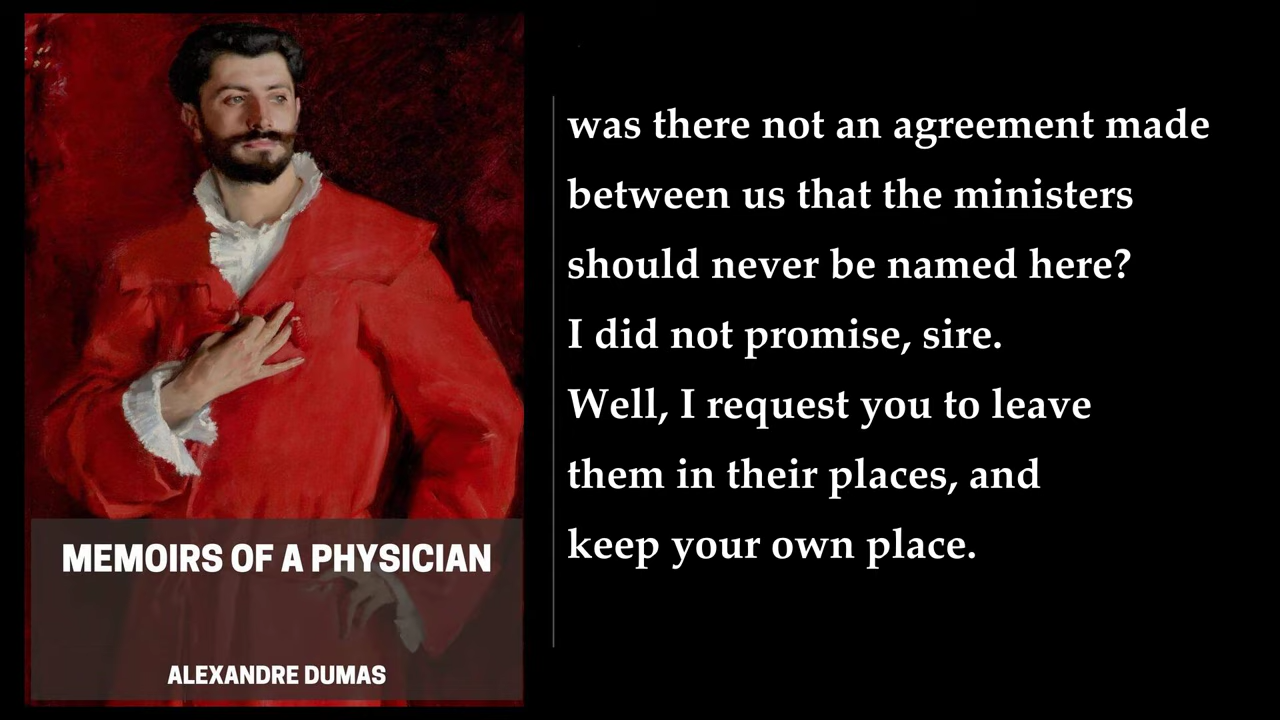 MEMOIRS OF A PHYSICIAN
ALEXANDRE DUMAS
was there not an agreement made
between us that the ministers
should never be named here?
I did not promise, sire.
Well, I request you to leave
them in their places, and
keep your own place.